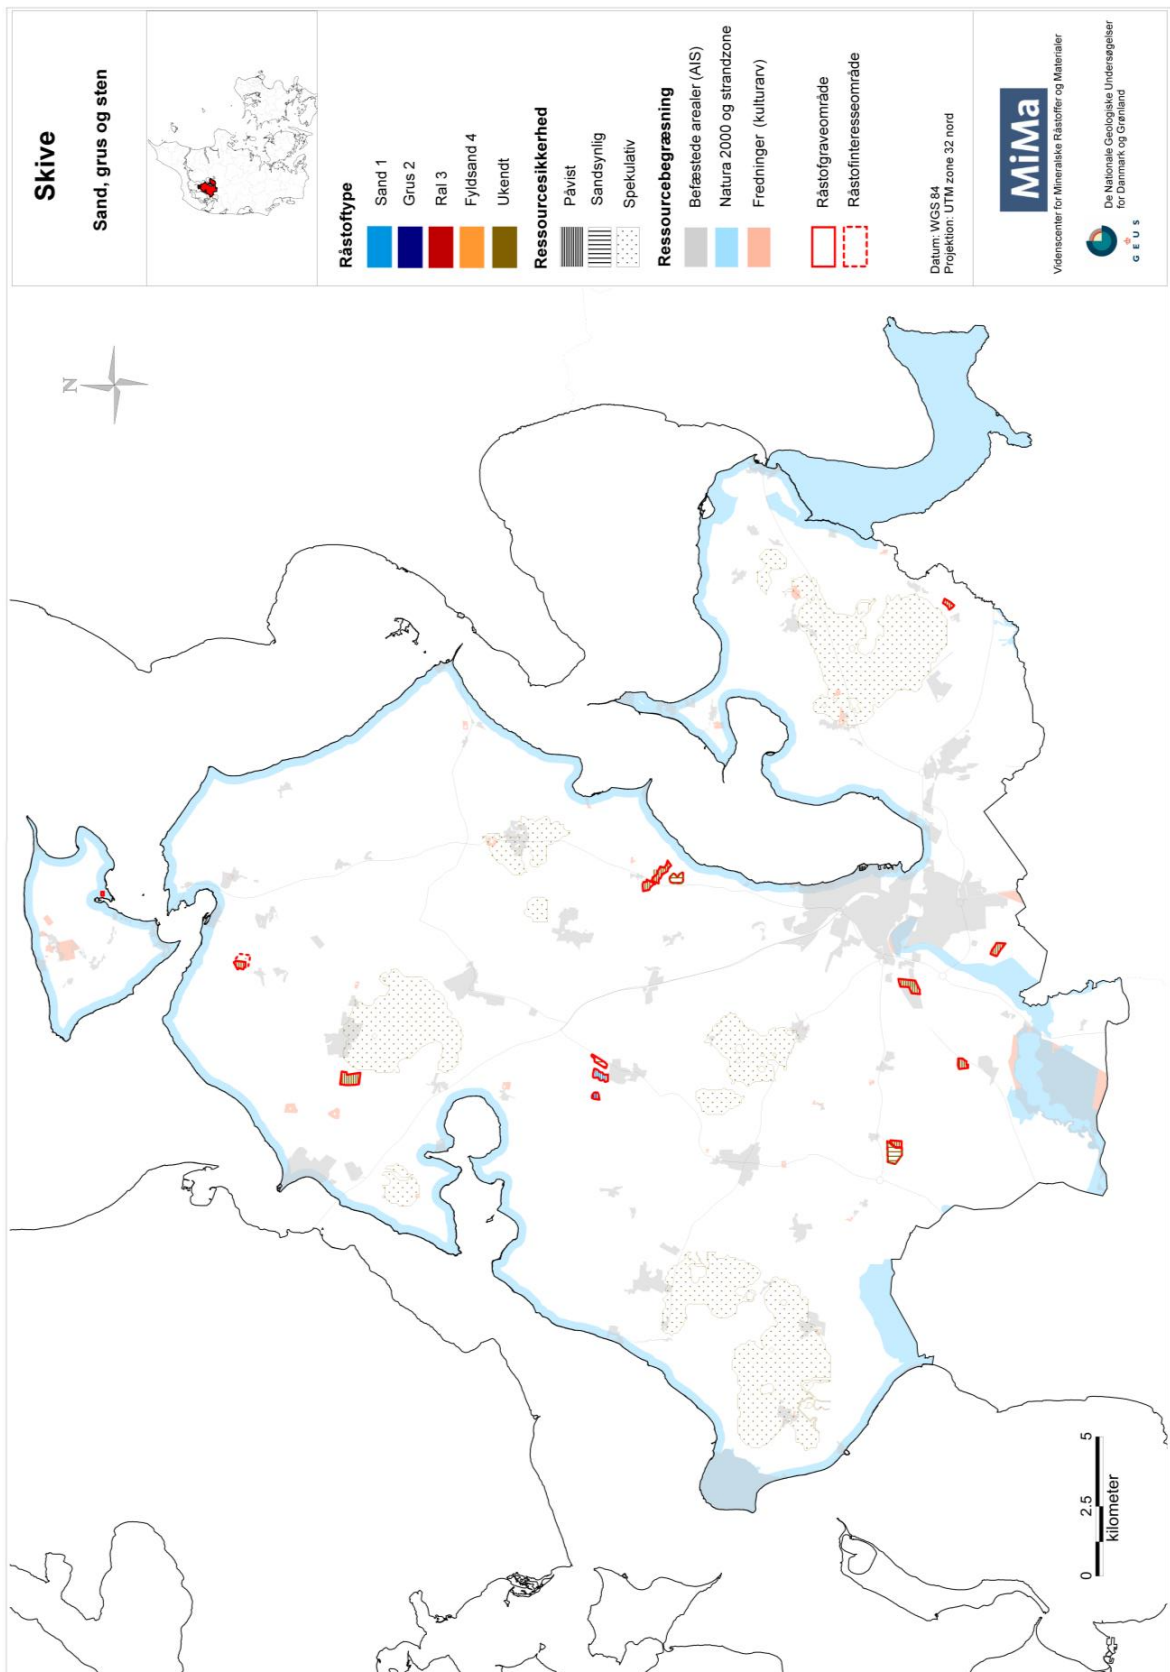 Skive
Sand, grus og sten
Råstoftype
Sand 1
Grus 2
Ral 3
Fyldsand 4
Ukendt
Ressourcesikkerhed
Påvist
Sandsynlig
Spekulativ
Ressourcebegræsning
Befæstede arealer (AIS)
Natura 2000 og strandzone
Fredninger (kulturarv)
Råstofgraveområde
Råstofinteresseområde
Datum: WGS 84
Projektion: UTM zone 32 nord
MiMa
Videnscenter for Mineralske Råstoffer og Materialer
G E U S
De Nationale Geologiske Undersøgelser
for Danmark og Grønland
N
0 2.5 5
kilometer